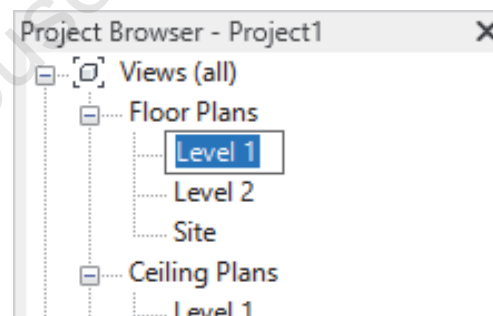 Project Browser - Project1
Views (all)
Floor Plans
Level 1
Level 2
Site
Ceiling Plans
Level 1